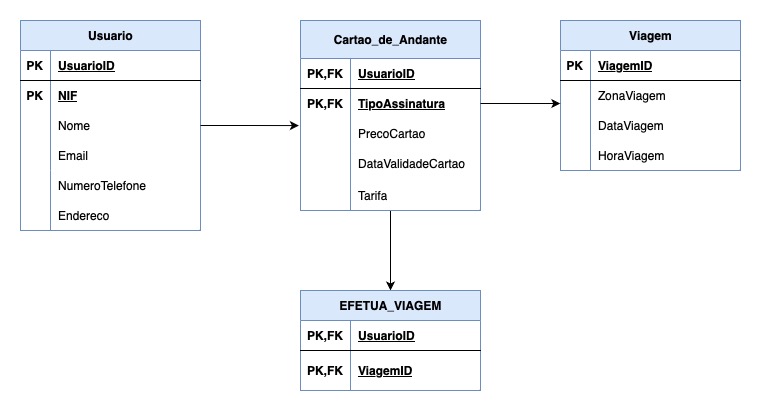 Usuario
PK UsuarioID
PK NIF
Nome
Email
NumeroTelefone
Endereco
Cartao_de_Andante
PK,FK UsuarioID
PK,FK TipoAssinatura
PrecoCartao
DataValidadeCartao
Tarifa
Viagem
PK ViagemID
ZonaViagem
DataViagem
HoraViagem
EFETUA_VIAGEM
PK,FK UsuarioID
PK,FK ViagemID